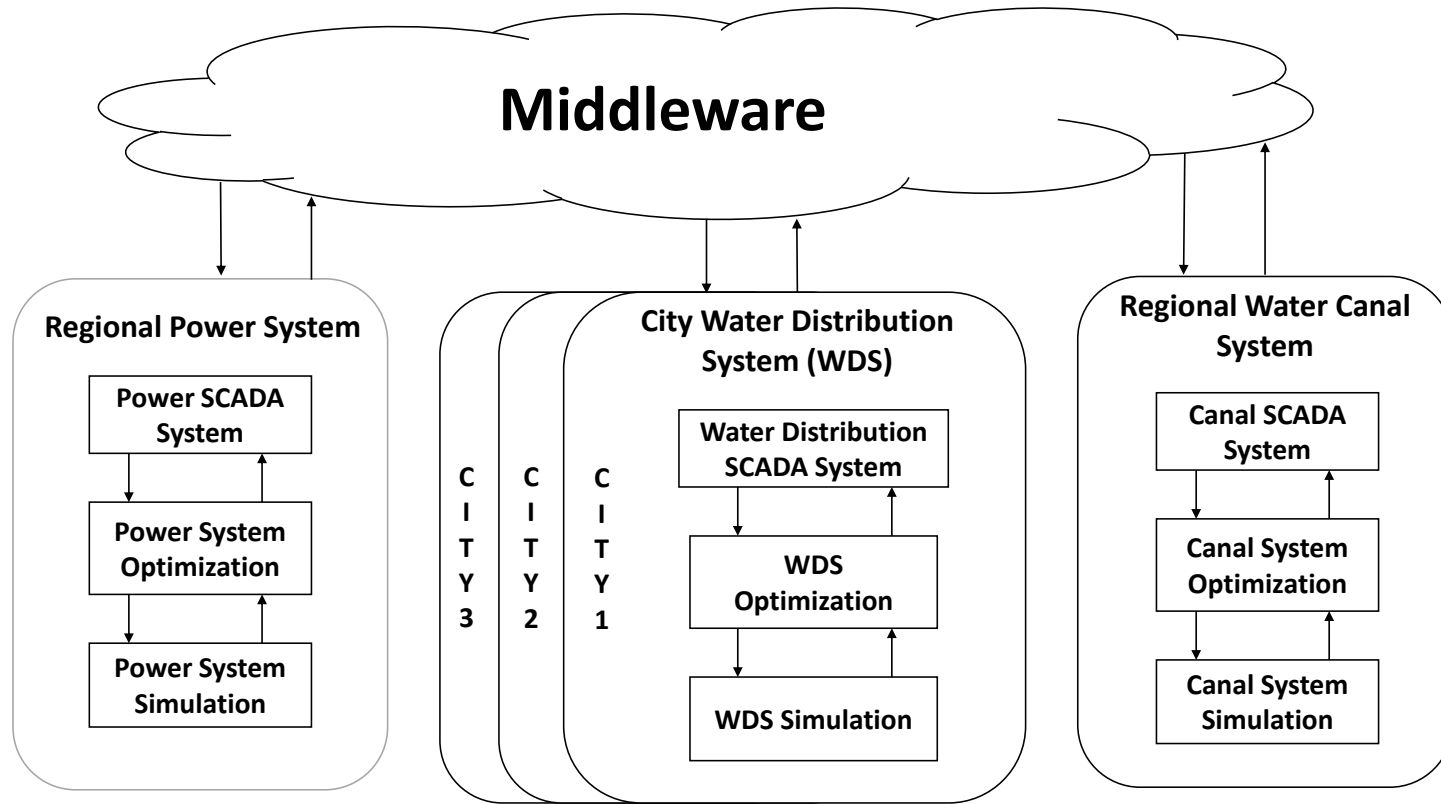 Middleware
Regional Power System
Power SCADA
System
Power System
Optimization
Power System
Simulation
C
I
T
Y
3
C
I
T
Y
2
C
I
T
Y
1
City Water Distribution
System (WDS)
Water Distribution
SCADA System
WDS
Optimization
WDS Simulation
Regional Water Canal
System
Canal SCADA
System
Canal System
Optimization
Canal System
Simulation